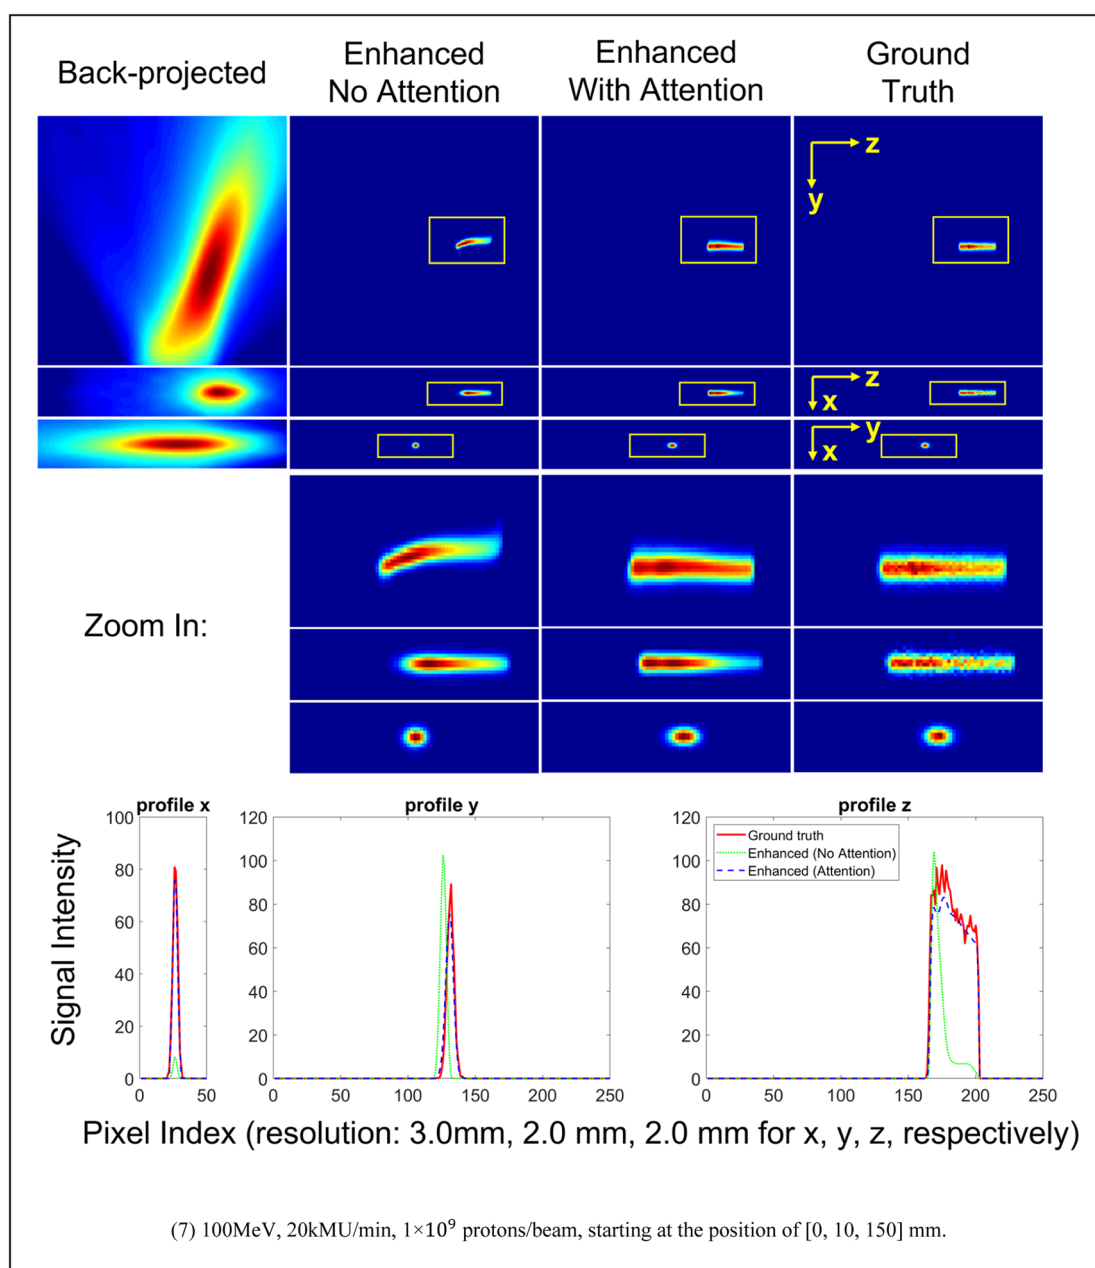 Back-projected
Enhanced
No Attention
Enhanced
With Attention
Ground
Truth
z
y
z
x
y
x
Zoom In:
profile x
profile y
profile z
Signal Intensity
100
80
60
40
20
0
0 50
120
100
80
60
40
20
0
0 50 100 150 200 250
120
100
80
60
40
20
0
0 50 100 150 200 250
Ground truth
Enhanced (No Attention)
Enhanced (Attention)
Pixel Index (resolution: 3.0mm, 2.0 mm, 2.0 mm for x, y, z, respectively)
(7) 100MeV, 20kMU/min, 1×10⁹ protons/beam, starting at the position of [0, 10, 150] mm.